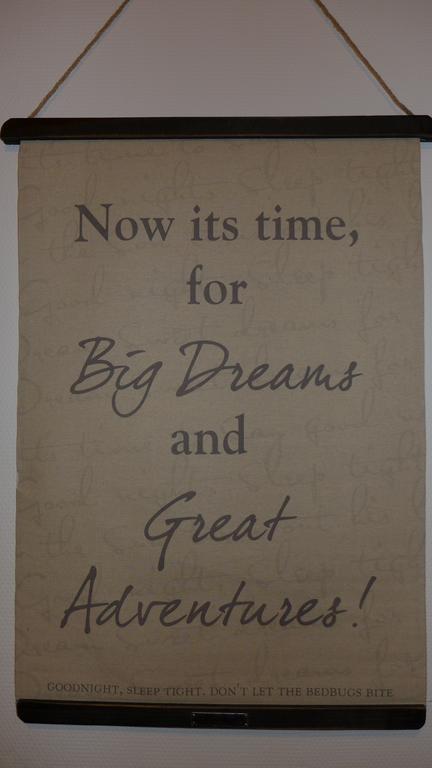 Now its time,
for
Big Dreams
and
Great
Adventures!
GOODNIGHT, SLEEP TIGHT. DON'T LET THE BEDBUGS BITE